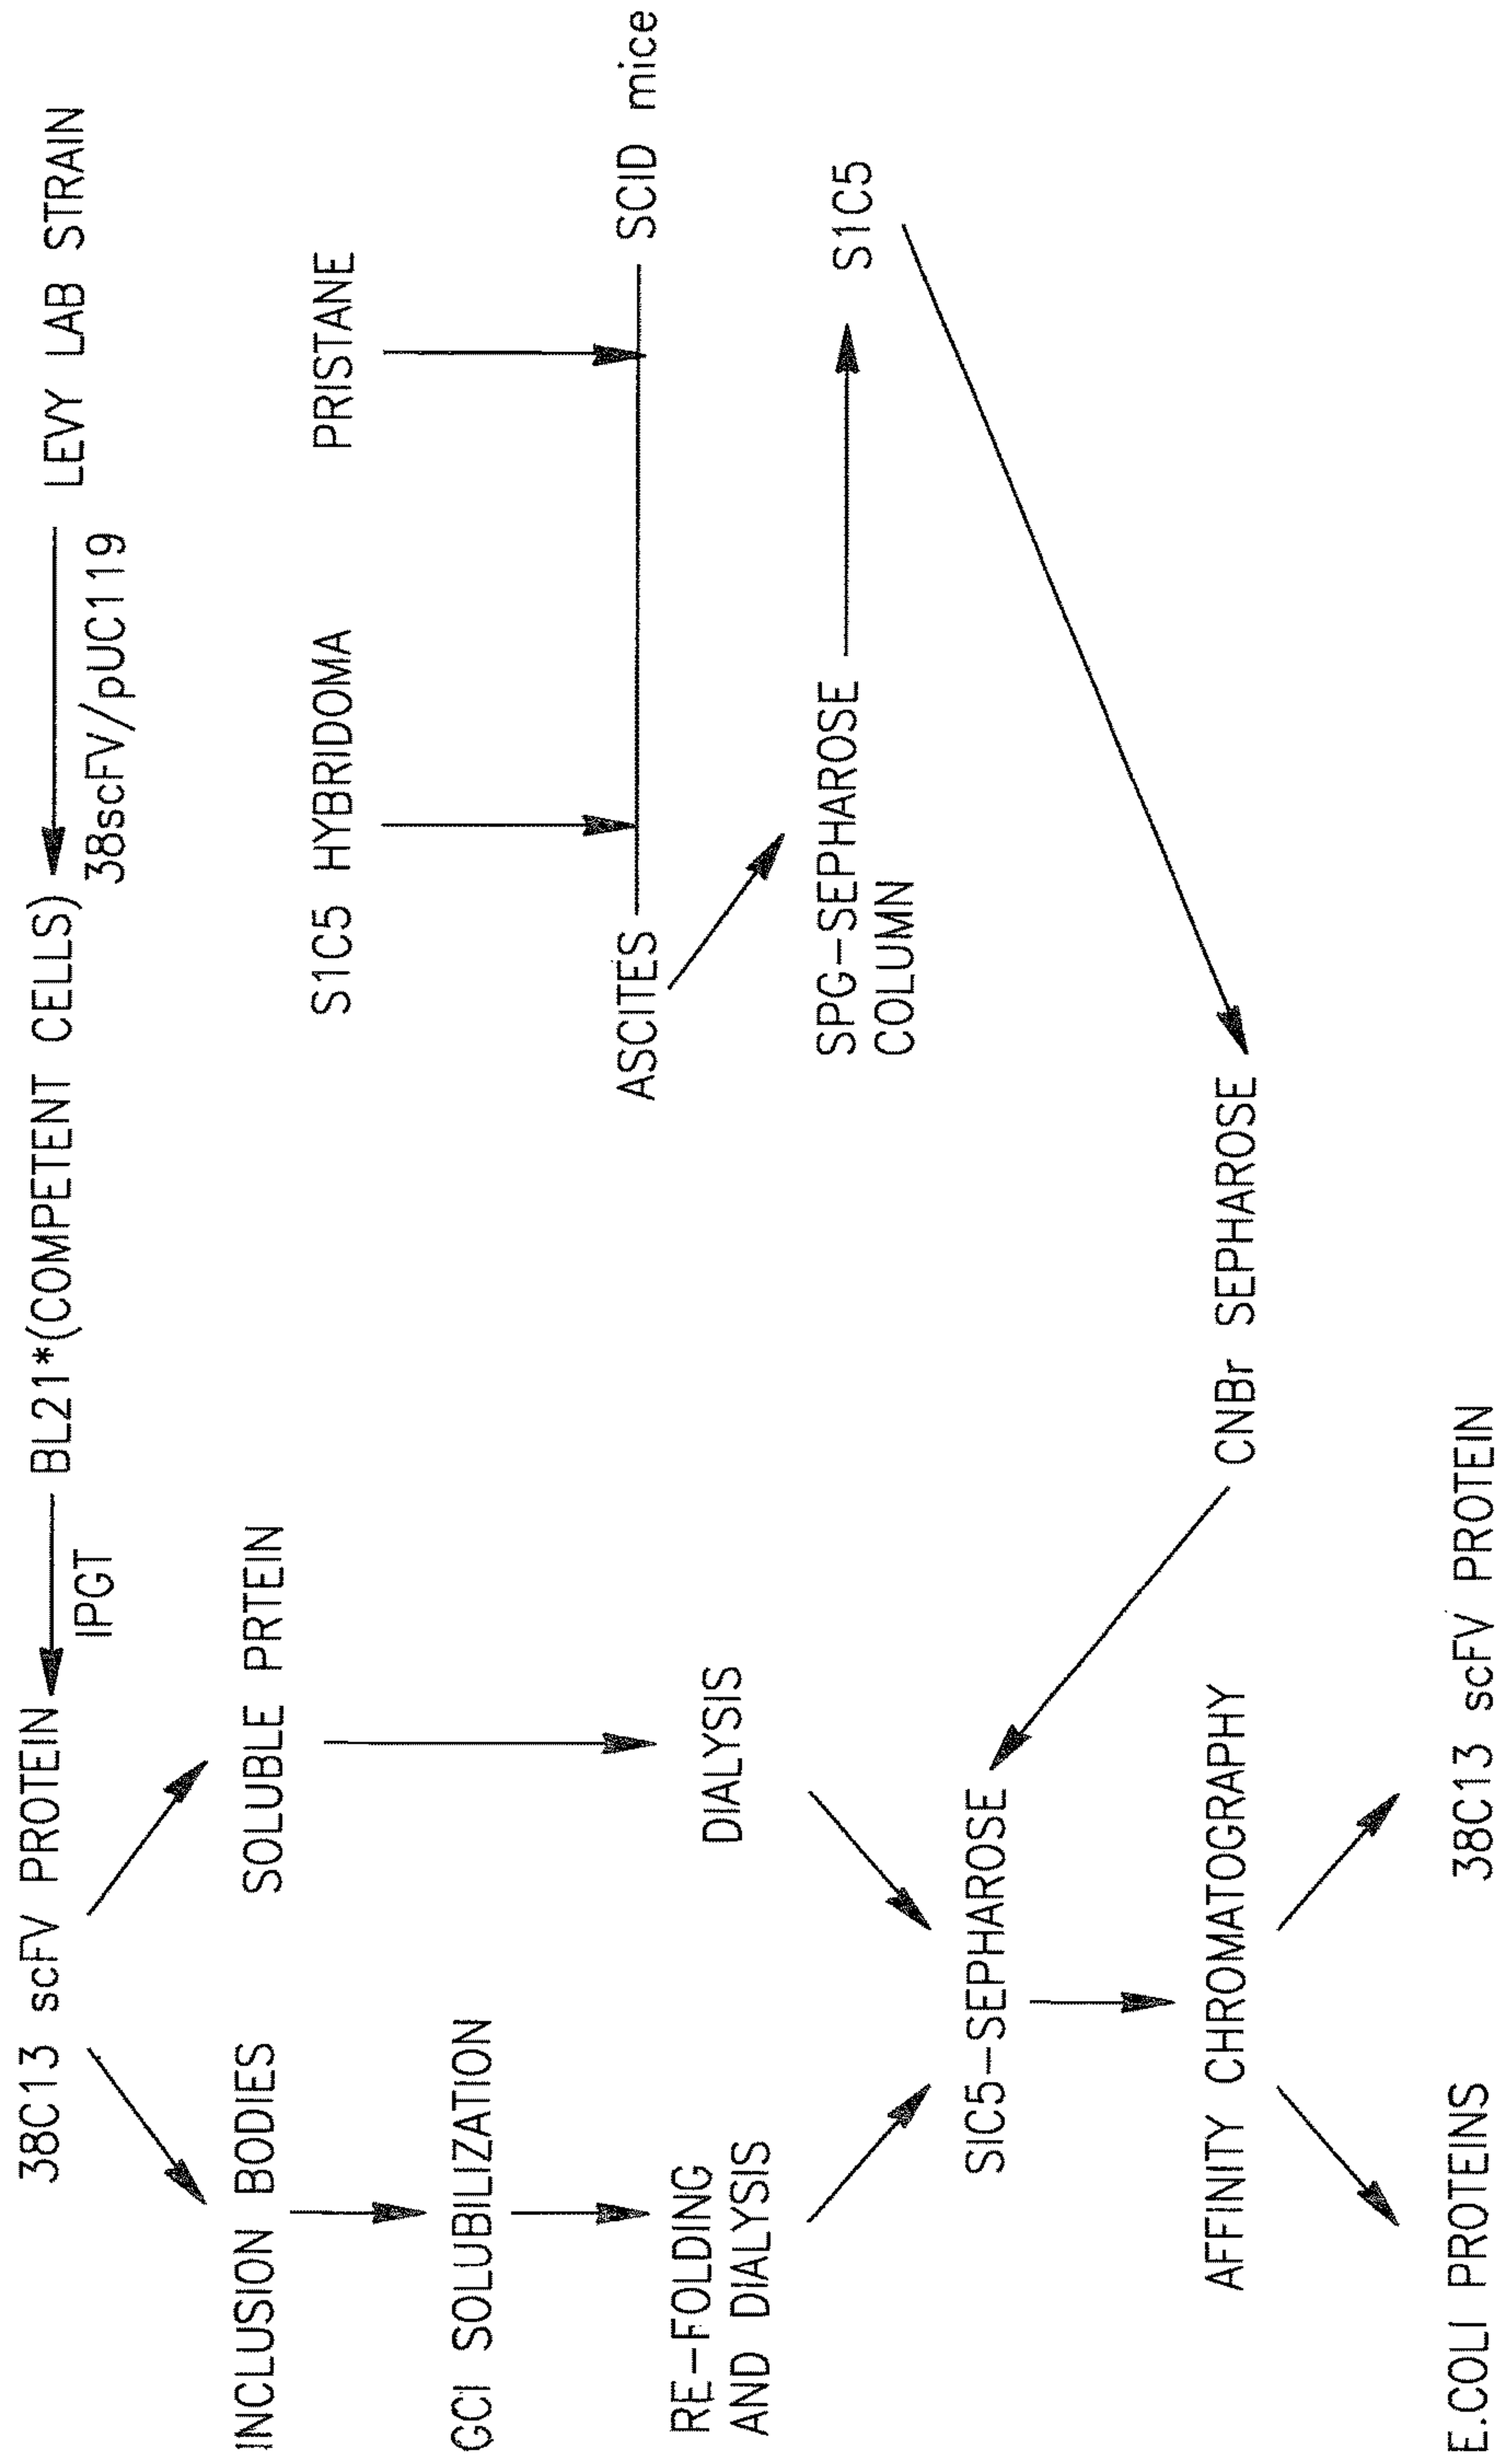 38C13 scFV PROTEIN
IPGT
BL21*(COMPETENT CELLS)
38scFV/pUC119
LEVY LAB STRAIN
INCLUSION BODIES
SOLUBLE PRTEIN
S1C5 HYBRIDOMA
PRISTANE
GCl SOLUBILIZATION
ASCITES
SCID mice
RE-FOLDING
AND DIALYSIS
DIALYSIS
SPG-SEPHAROSE
COLUMN
S1C5
SIC5-SEPHAROSE
AFFINITY CHROMATOGRAPHY
CNBr SEPHAROSE
E.COLI PROTEINS
38C13 scFV PROTEIN